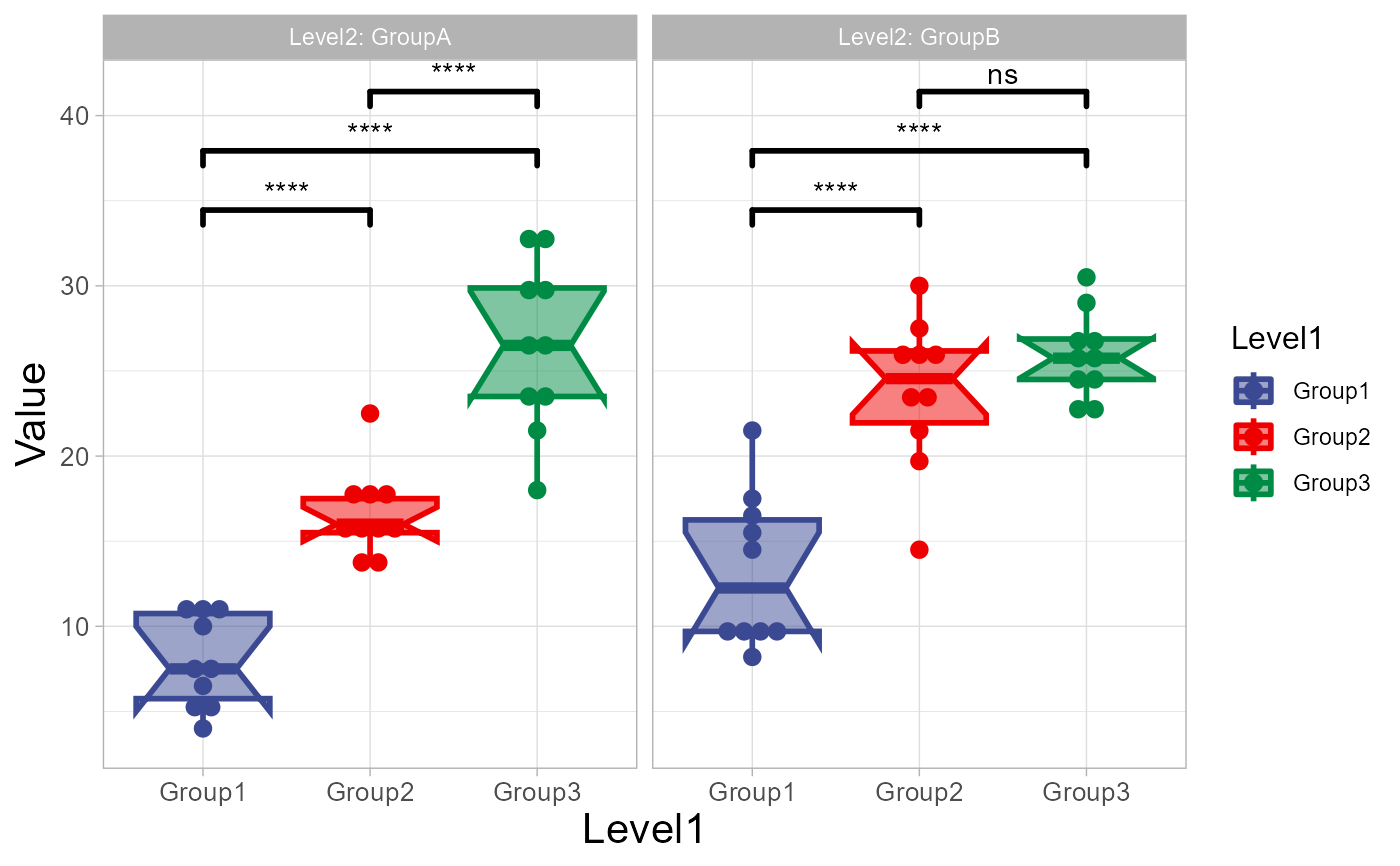 Level2: GroupA
Level2: GroupB
Value
40
30
20
10
****
****
****
ns
****
****
Group1
Group2
Group3
Group1
Group2
Group3
Level1
Level1
Group1
Group2
Group3